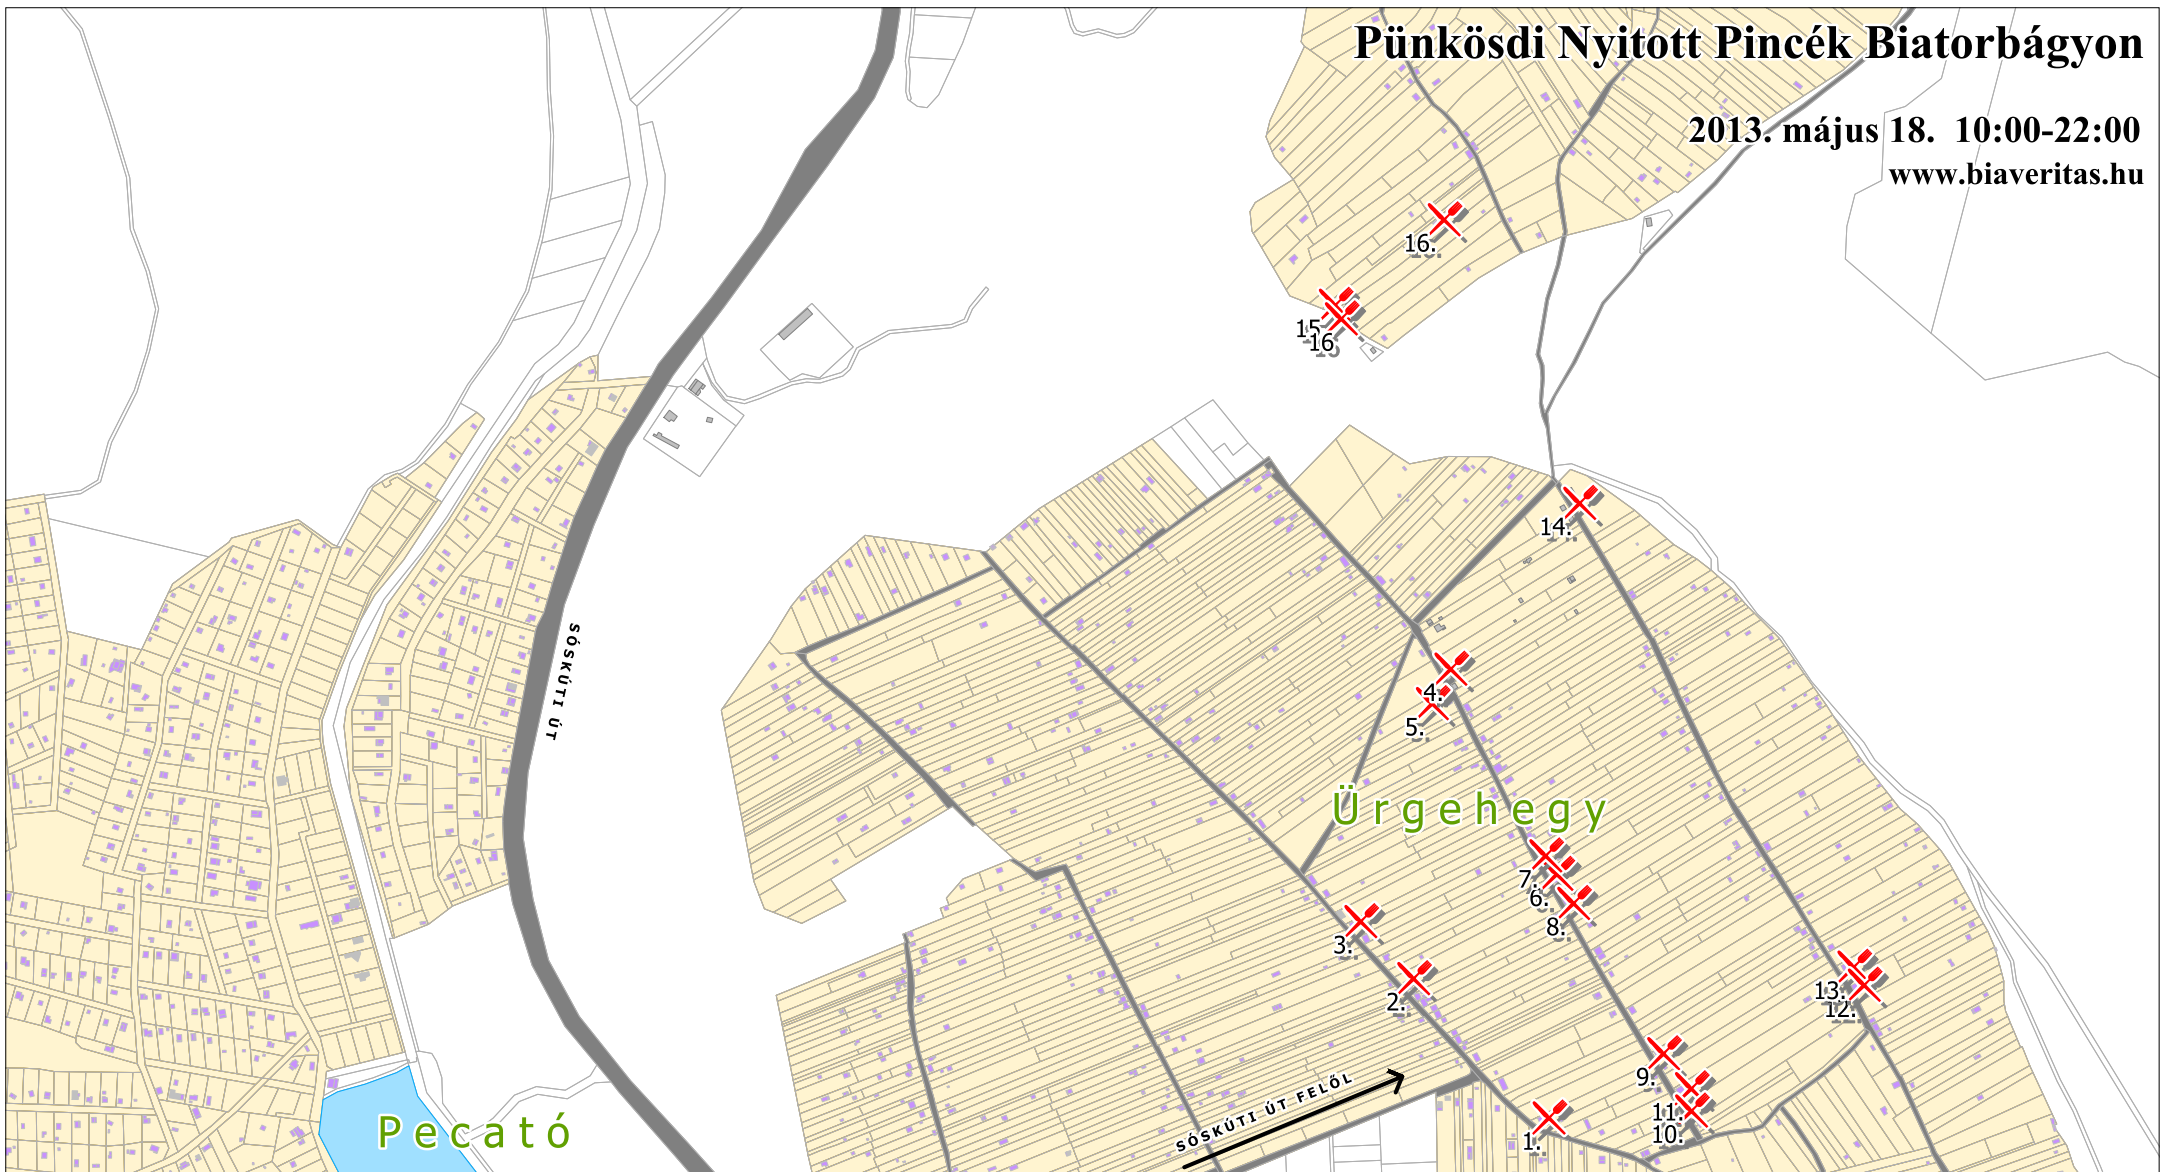 Pünkösdi Nyitott Pincék Biatorbágyon
2013. május 18. 10:00-22:00
www.biaveritas.hu
16.
15
16
14.
SÓSKÚTI ÚT
4.
5.
Ürgehegy
7.
6.
8.
3.
2.
13.
12.
9.
11.
10.
1.
SÓSKÚTI ÚT FELŐL
Pecató